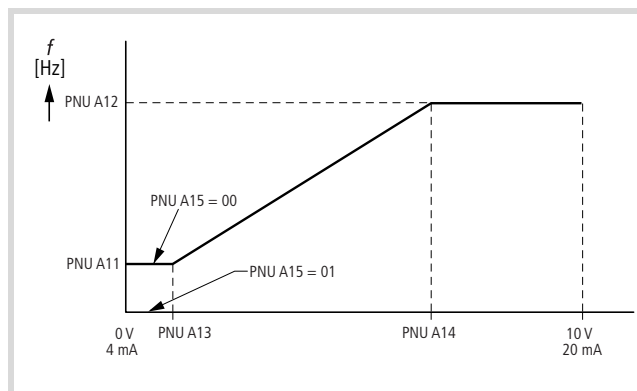 f
[Hz]
PNU A12
PNU A15 = 00
PNU A11
PNU A15 = 01
0 V PNU A13 PNU A14 10 V
4 mA 20 mA